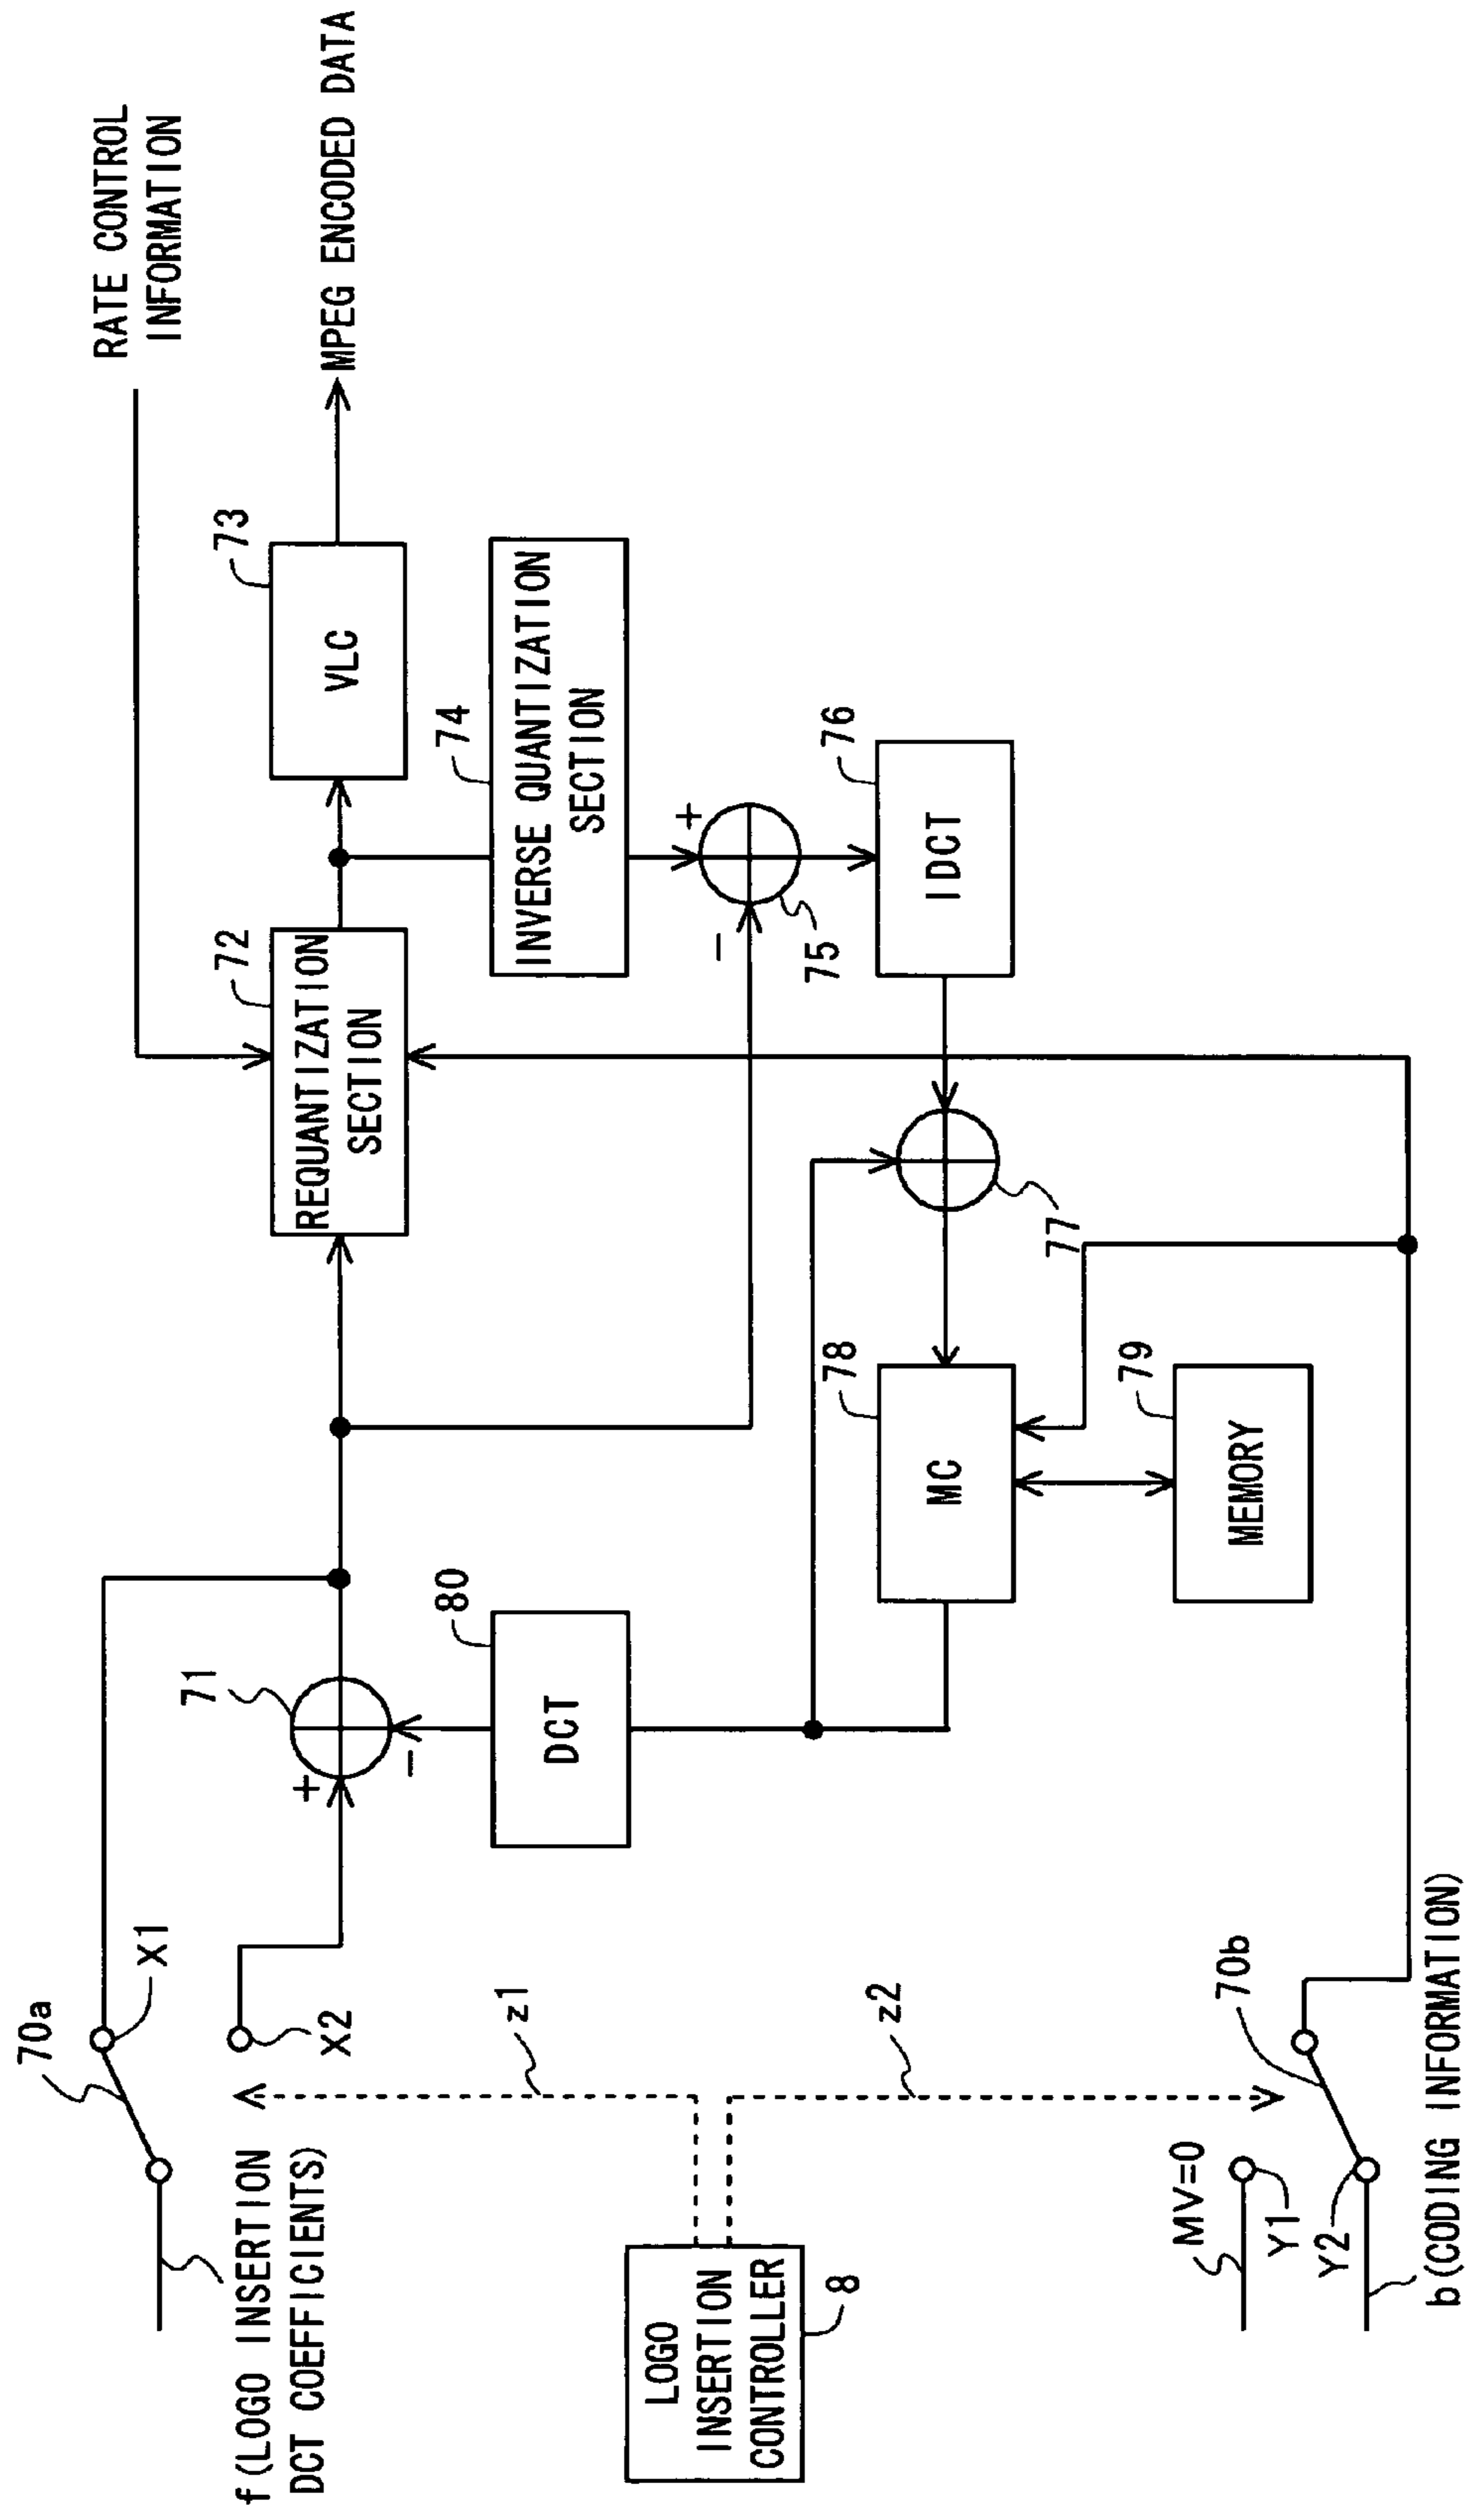 RATE CONTROL
INFORMATION
MPEG ENCODED DATA
73
VLC
72
REQUANTIZATION
SECTION
74
INVERSE QUANTIZATION
SECTION
+
−
75
76
IDCT
77
78
MC
79
MEMORY
71
+
−
80
DCT
70a
X1
X2
f(LOGO INSERTION
DCT COEFFICIENTS)
z1
z2
LOGO
INSERTION
CONTROLLER
8
70b
MV=0
Y1
Y2
b(CODING INFORMATION)